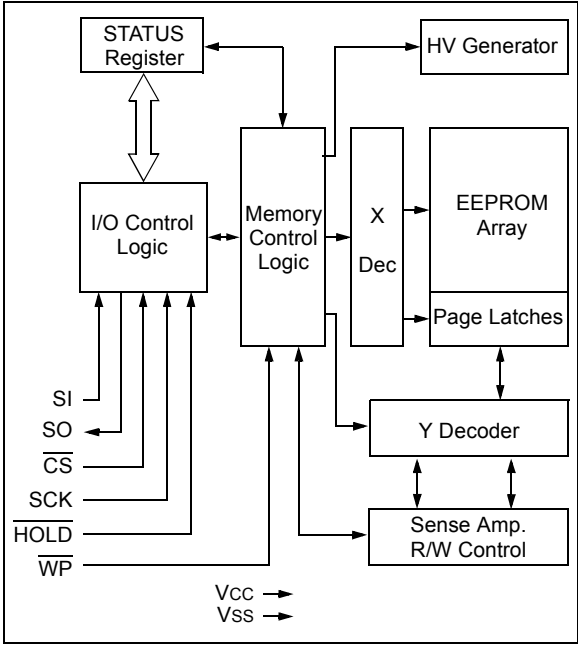 STATUS
Register
HV Generator
I/O Control
Logic
Memory
Control
Logic
X
Dec
EEPROM
Array
Page Latches
SI
SO
CS
SCK
HOLD
WP
Y Decoder
Sense Amp.
R/W Control
VCC
VSS